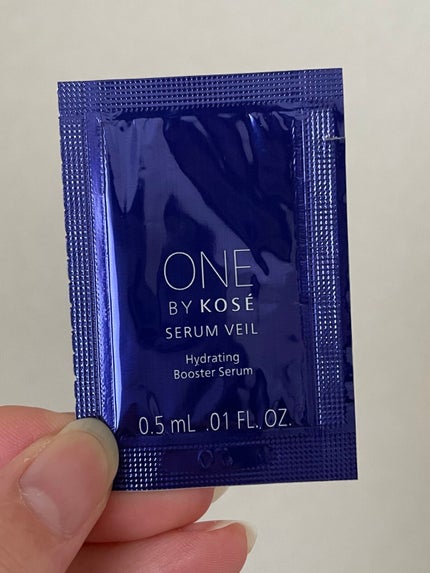 ONE
BY KOSÉ
SERUM VEIL
Hydrating
Booster Serum
0.5 mL .01 FL. OZ.